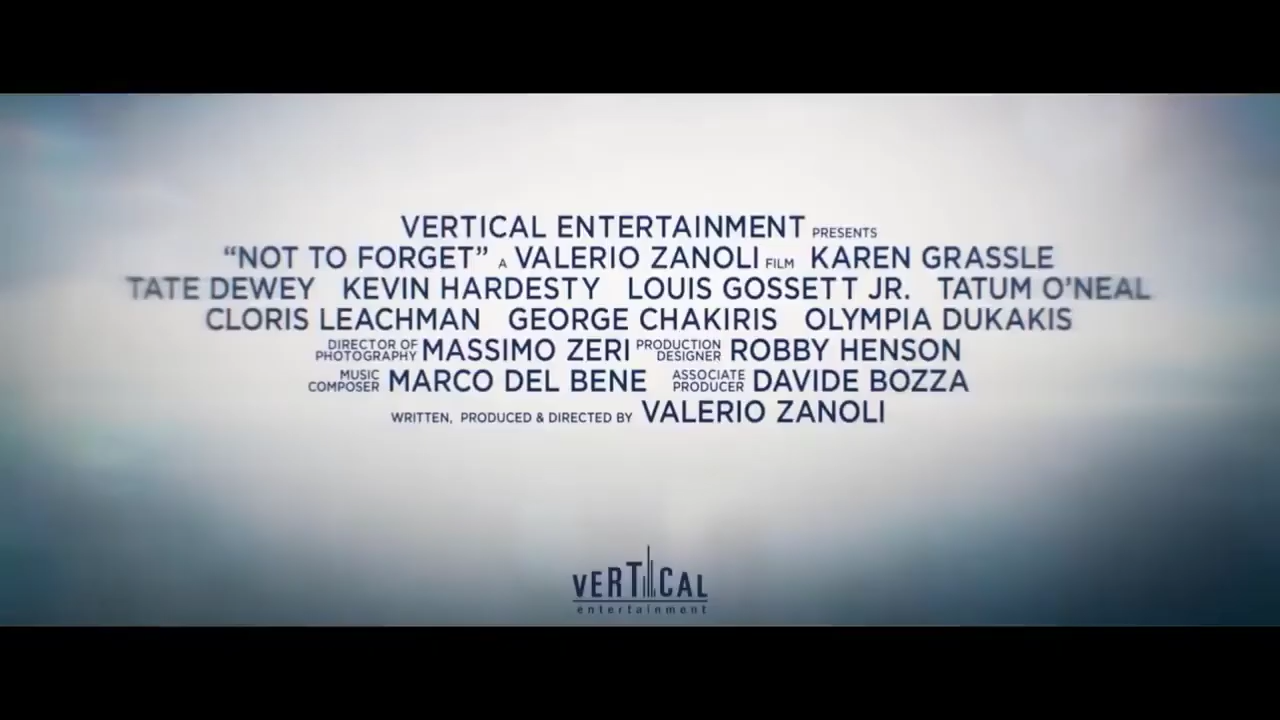 VERTICAL ENTERTAINMENT PRESENTS
“NOT TO FORGET” A VALERIO ZANOLI FILM KAREN GRASSLE
TATE DEWEY KEVIN HARDESTY LOUIS GOSSETT JR. TATUM O’NEAL
CLORIS LEACHMAN GEORGE CHAKIRIS OLYMPIA DUKAKIS
DIRECTOR OF PHOTOGRAPHY MASSIMO ZERI PRODUCTION DESIGNER ROBBY HENSON
MUSIC COMPOSER MARCO DEL BENE ASSOCIATE PRODUCER DAVIDE BOZZA
WRITTEN, PRODUCED & DIRECTED BY VALERIO ZANOLI
VERTICAL
entertainment